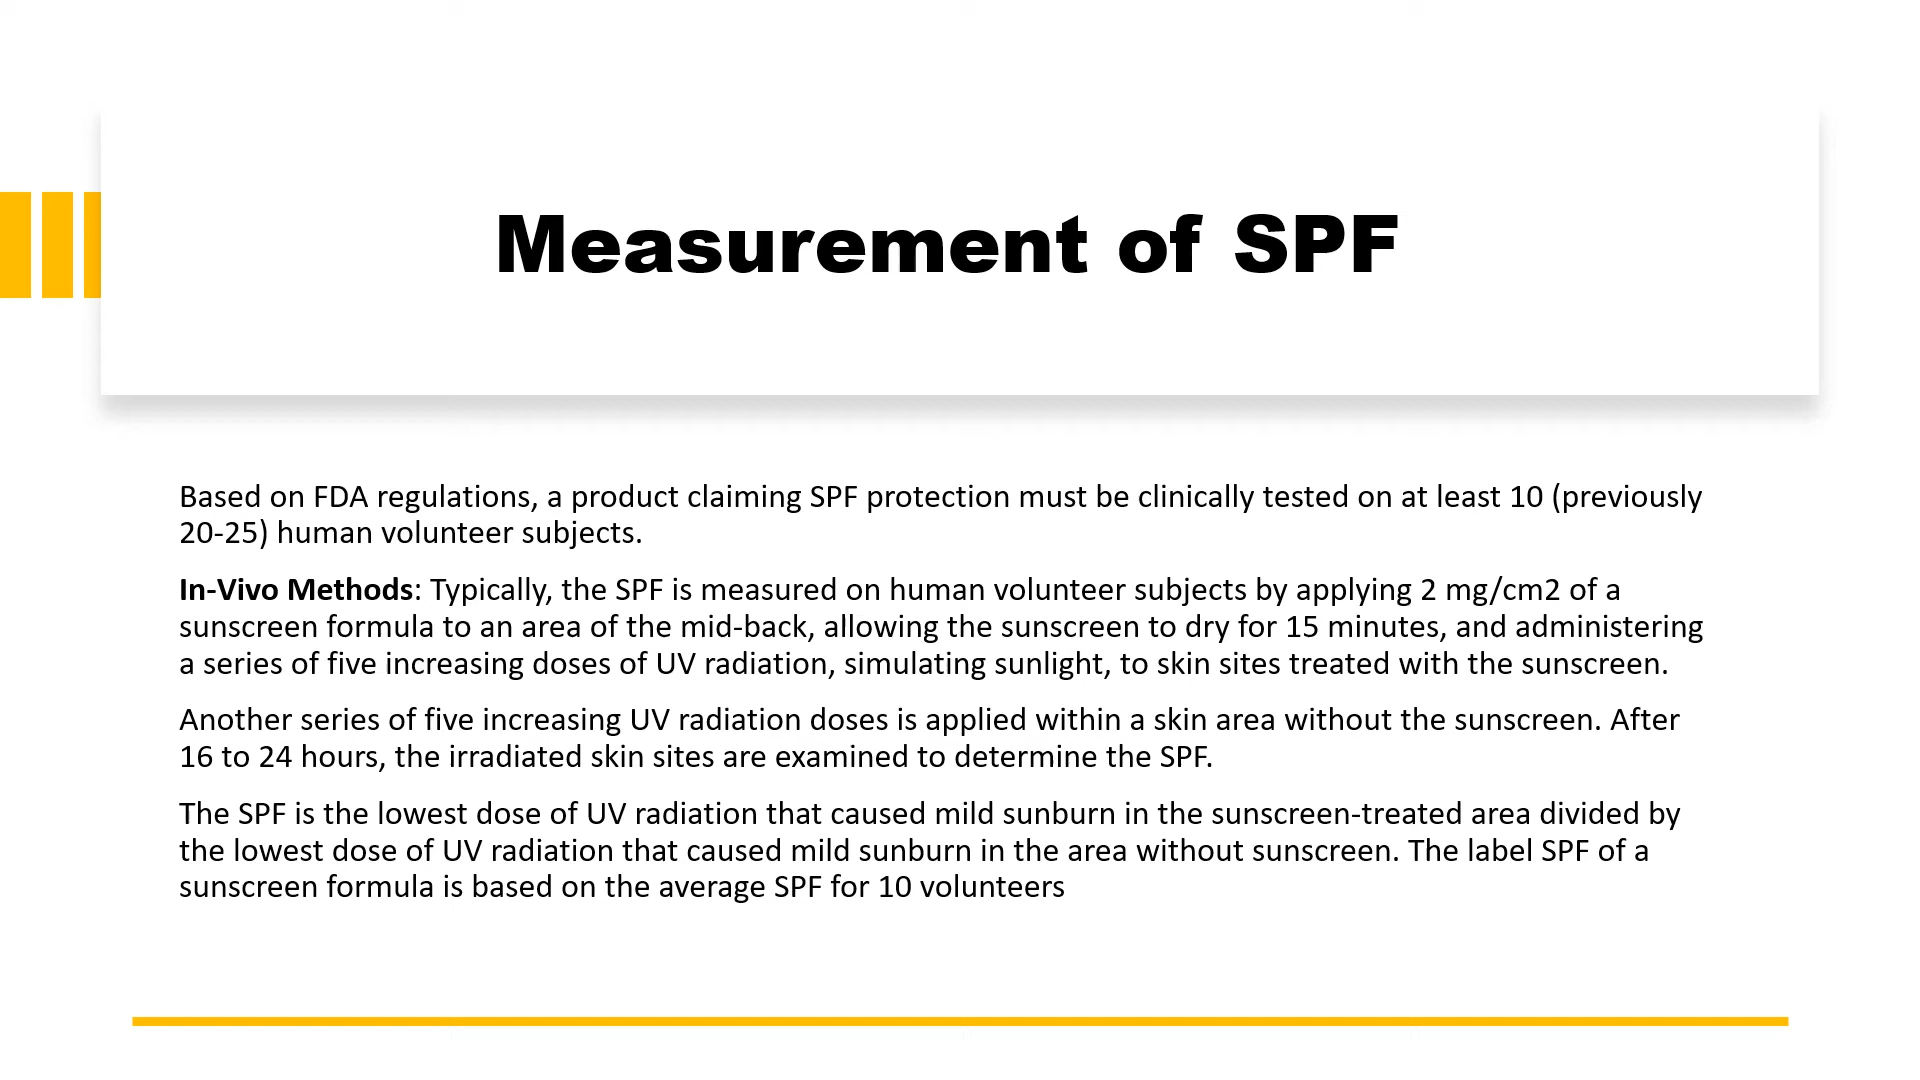 Measurement of SPF
Based on FDA regulations, a product claiming SPF protection must be clinically tested on at least 10 (previously
20-25) human volunteer subjects.
In-Vivo Methods: Typically, the SPF is measured on human volunteer subjects by applying 2 mg/cm2 of a
sunscreen formula to an area of the mid-back, allowing the sunscreen to dry for 15 minutes, and administering
a series of five increasing doses of UV radiation, simulating sunlight, to skin sites treated with the sunscreen.
Another series of five increasing UV radiation doses is applied within a skin area without the sunscreen. After
16 to 24 hours, the irradiated skin sites are examined to determine the SPF.
The SPF is the lowest dose of UV radiation that caused mild sunburn in the sunscreen-treated area divided by
the lowest dose of UV radiation that caused mild sunburn in the area without sunscreen. The label SPF of a
sunscreen formula is based on the average SPF for 10 volunteers